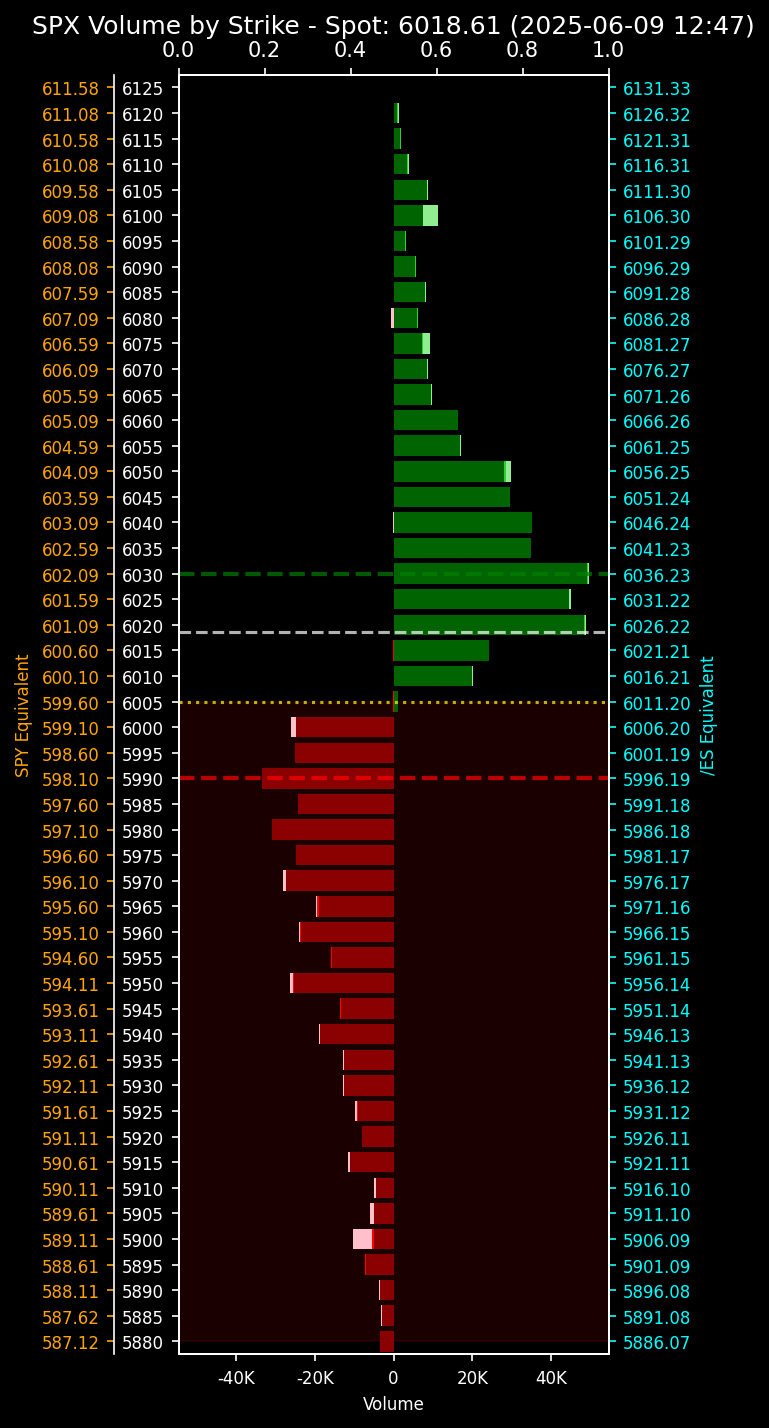 SPX Volume by Strike - Spot: 6018.61 (2025-06-09 12:47)
0.0 0.2 0.4 0.6 0.8 1.0
611.58 6125 6131.33
611.08 6120 6126.32
610.58 6115 6121.31
610.08 6110 6116.31
609.58 6105 6111.30
609.08 6100 6106.30
608.58 6095 6101.29
608.08 6090 6096.29
607.59 6085 6091.28
607.09 6080 6086.28
606.59 6075 6081.27
606.09 6070 6076.27
605.59 6065 6071.26
605.09 6060 6066.26
604.59 6055 6061.25
604.09 6050 6056.25
603.59 6045 6051.24
603.09 6040 6046.24
602.59 6035 6041.23
602.09 6030 6036.23
601.59 6025 6031.22
601.09 6020 6026.22
600.60 6015 6021.21
600.10 6010 6016.21
599.60 6005 6011.20
599.10 6000 6006.20
598.60 5995 6001.19
598.10 5990 5996.19
597.60 5985 5991.18
597.10 5980 5986.18
596.60 5975 5981.17
596.10 5970 5976.17
595.60 5965 5971.16
595.10 5960 5966.15
594.60 5955 5961.15
594.11 5950 5956.14
593.61 5945 5951.14
593.11 5940 5946.13
592.61 5935 5941.13
592.11 5930 5936.12
591.61 5925 5931.12
591.11 5920 5926.11
590.61 5915 5921.11
590.11 5910 5916.10
589.61 5905 5911.10
589.11 5900 5906.09
588.61 5895 5901.09
588.11 5890 5896.08
587.62 5885 5891.08
587.12 5880 5886.07
SPY Equivalent
/ES Equivalent
-40K -20K 0 20K 40K
Volume